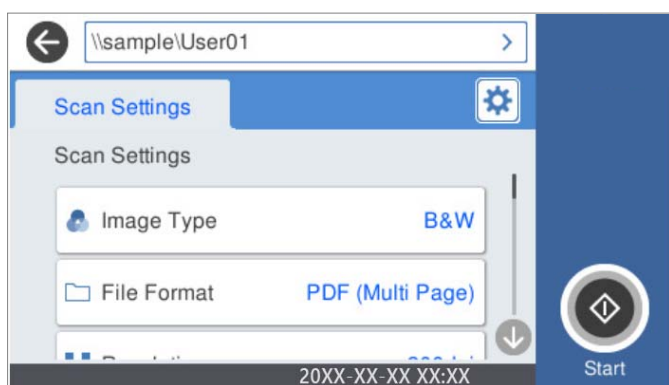 \\sample\User01
Scan Settings
Scan Settings
Image Type B&W
File Format PDF (Multi Page)
20XX-XX-XX XX:XX
Start